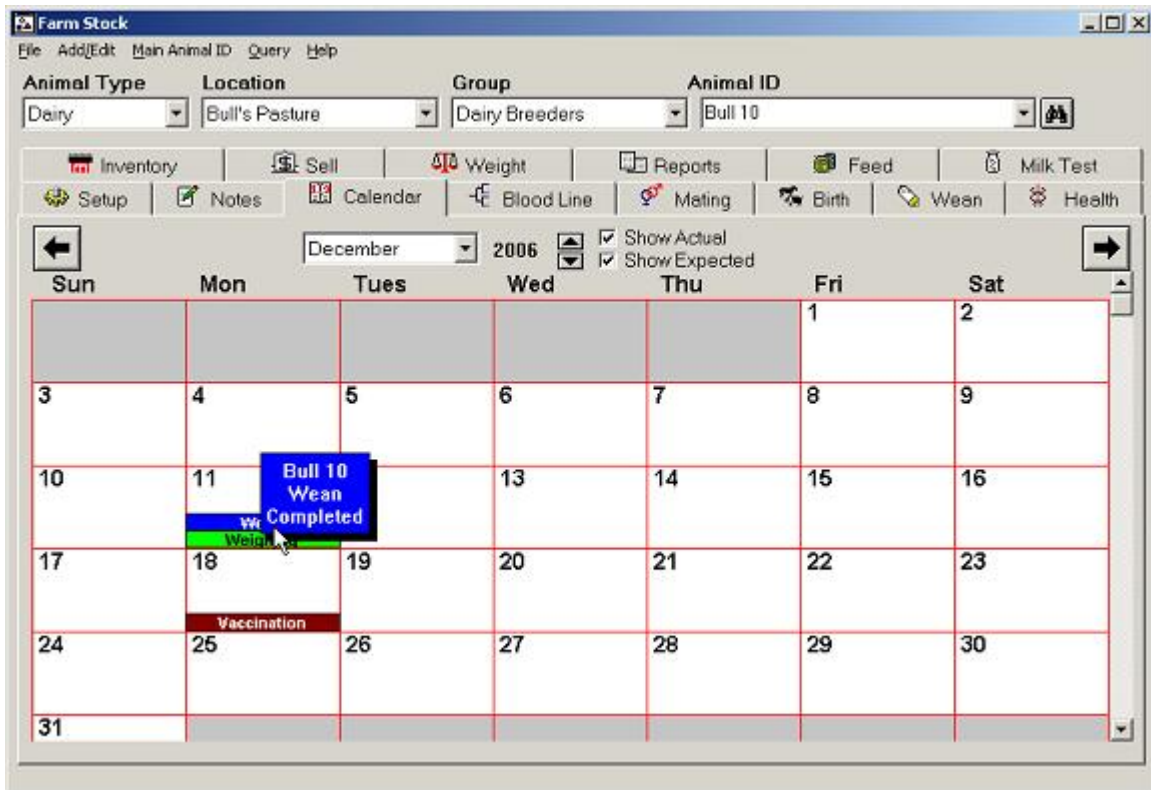 Farm Stock
File Add/Edit Main Animal ID Query Help
Animal Type Location Group Animal ID
Dairy Bull's Pasture Dairy Breeders Bull 10
Inventory Sell Weight Reports Feed Milk Test
Setup Notes Calendar Blood Line Mating Birth Wean Health
December 2006 Show Actual
Show Expected
Sun Mon Tues Wed Thu Fri Sat
1 2
3 4 5 6 7 8 9
10 11 13 14 15 16
Bull 10
Wean
Completed
17 18 19 20 21 22 23
Vaccination
24 25 26 27 28 29 30
31